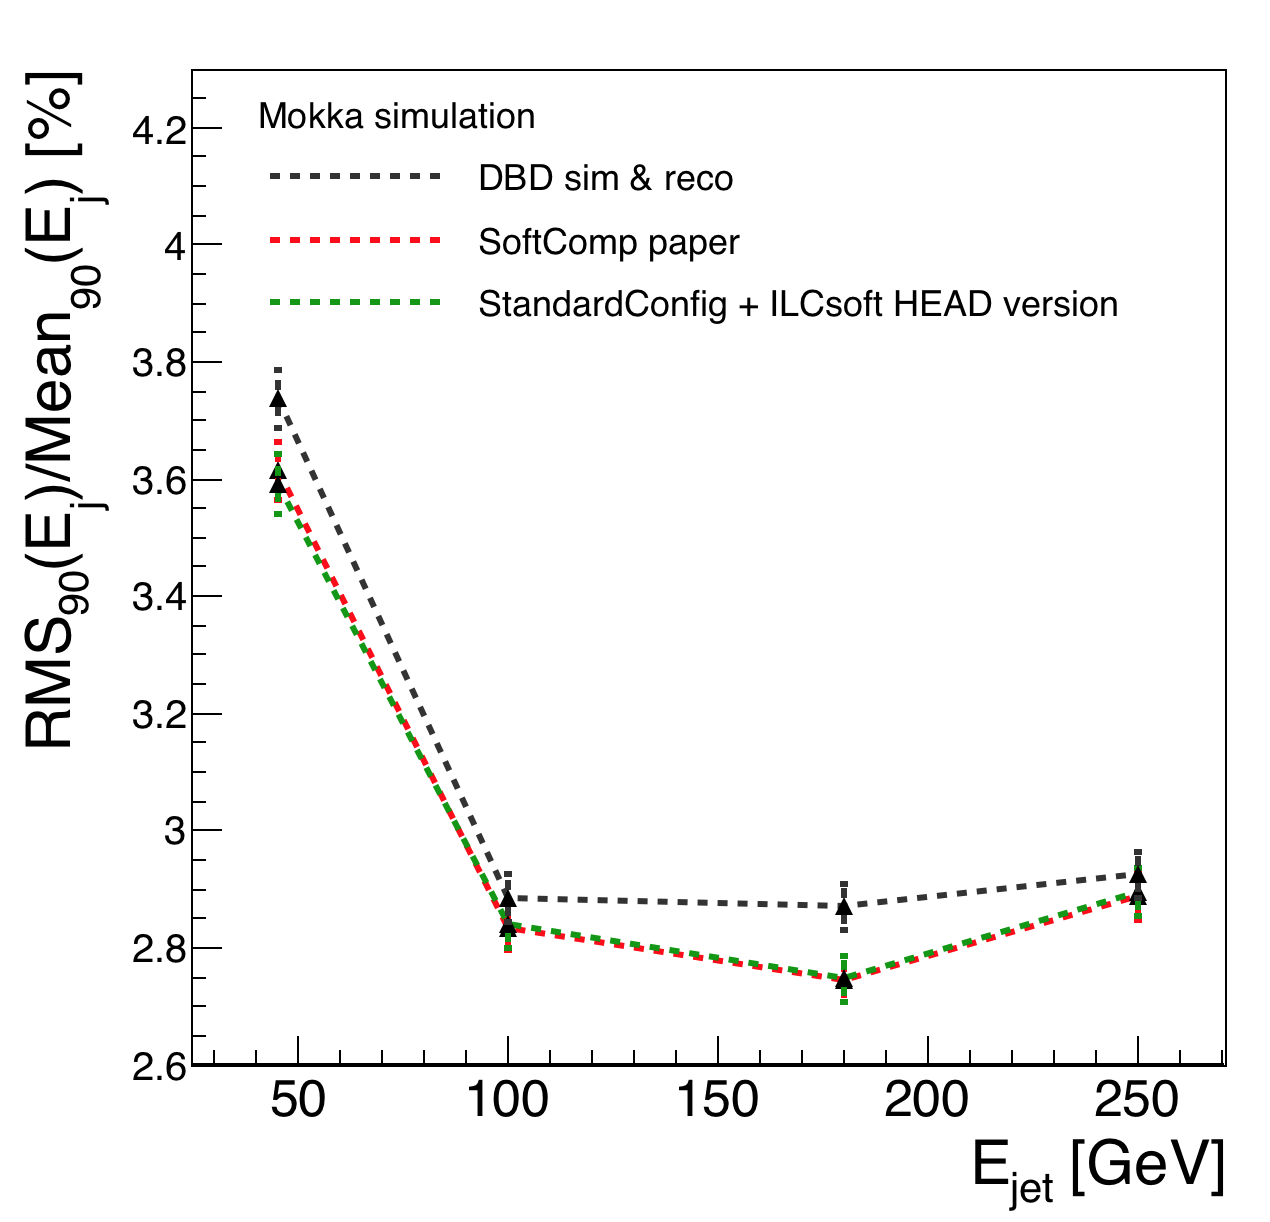 RMS90(Ej)/Mean90(Ej) [%]
4.2
4
3.8
3.6
3.4
3.2
3
2.8
2.6
Mokka simulation
DBD sim & reco
SoftComp paper
StandardConfig + ILCsoft HEAD version
50 100 150 200 250
Ejet [GeV]